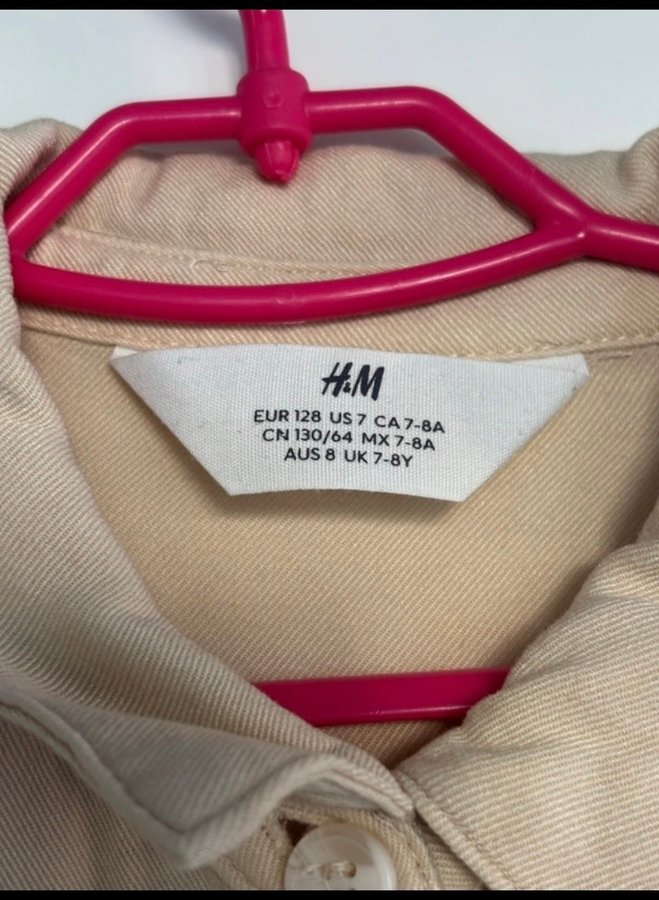 H&M
EUR 128 US 7 CA 7-8A
CN 130/64 MX 7-8A
AUS 8 UK 7-8Y